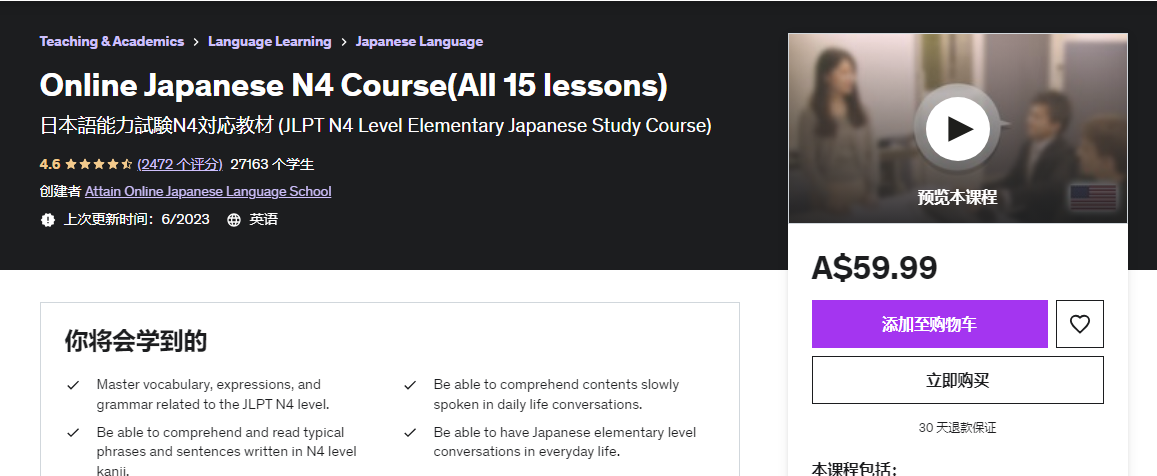 Teaching & Academics > Language Learning > Japanese Language
Online Japanese N4 Course(All 15 lessons)
日本語能力試験N4対応教材 (JLPT N4 Level Elementary Japanese Study Course)
4.6 (2472 个评分) 27163 个学生
创建者 Attain Online Japanese Language School
上次更新时间：6/2023 英语
预览本课程
A$59.99
添加至购物车
立即购买
30 天退款保证
本课程包括：
你将会学到的
Master vocabulary, expressions, and
grammar related to the JLPT N4 level.
Be able to comprehend and read typical
phrases and sentences written in N4 level
kanji.
Be able to comprehend contents slowly
spoken in daily life conversations.
Be able to have Japanese elementary level
conversations in everyday life.